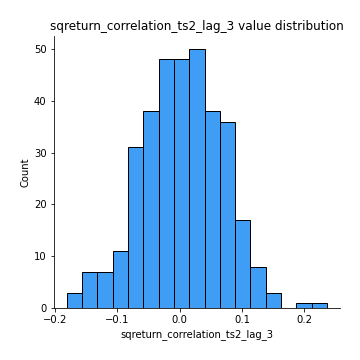 sqreturn_correlation_ts2_lag_3 value distribution
50
40
30
20
10
0
Count
−0.2 −0.1 0.0 0.1 0.2
sqreturn_correlation_ts2_lag_3